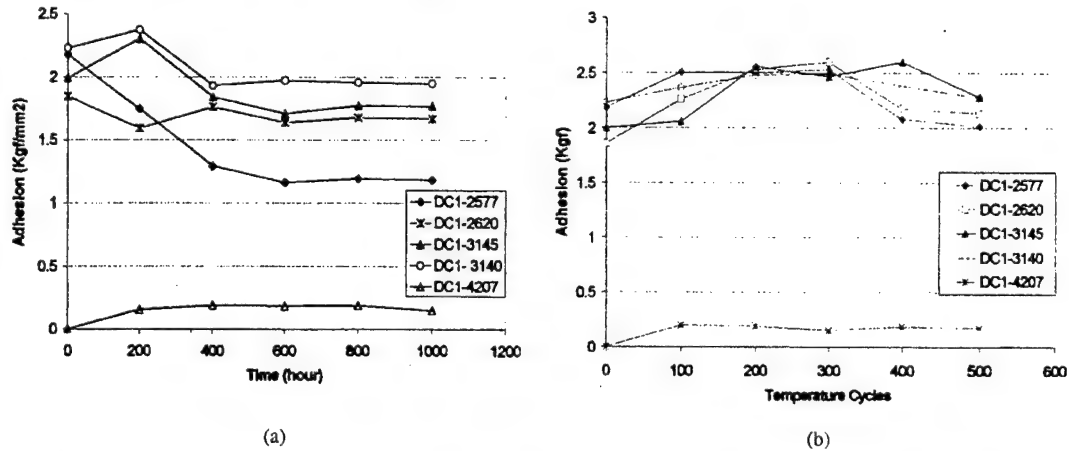 2.5
2
1.5
1
0.5
0
Adhesion (Kgf/mm2)
0 200 400 600 800 1000 1200
Time (hour)
DC1-2577
DC1-2620
DC1-3145
DC1- 3140
DC1-4207
(a)
3
2.5
2
1.5
1
0.5
0
Adhesion (Kgf)
0 100 200 300 400 500 600
Temperature Cycles
DC1-2577
DC1-2620
DC1-3145
DC1-3140
DC1-4207
(b)